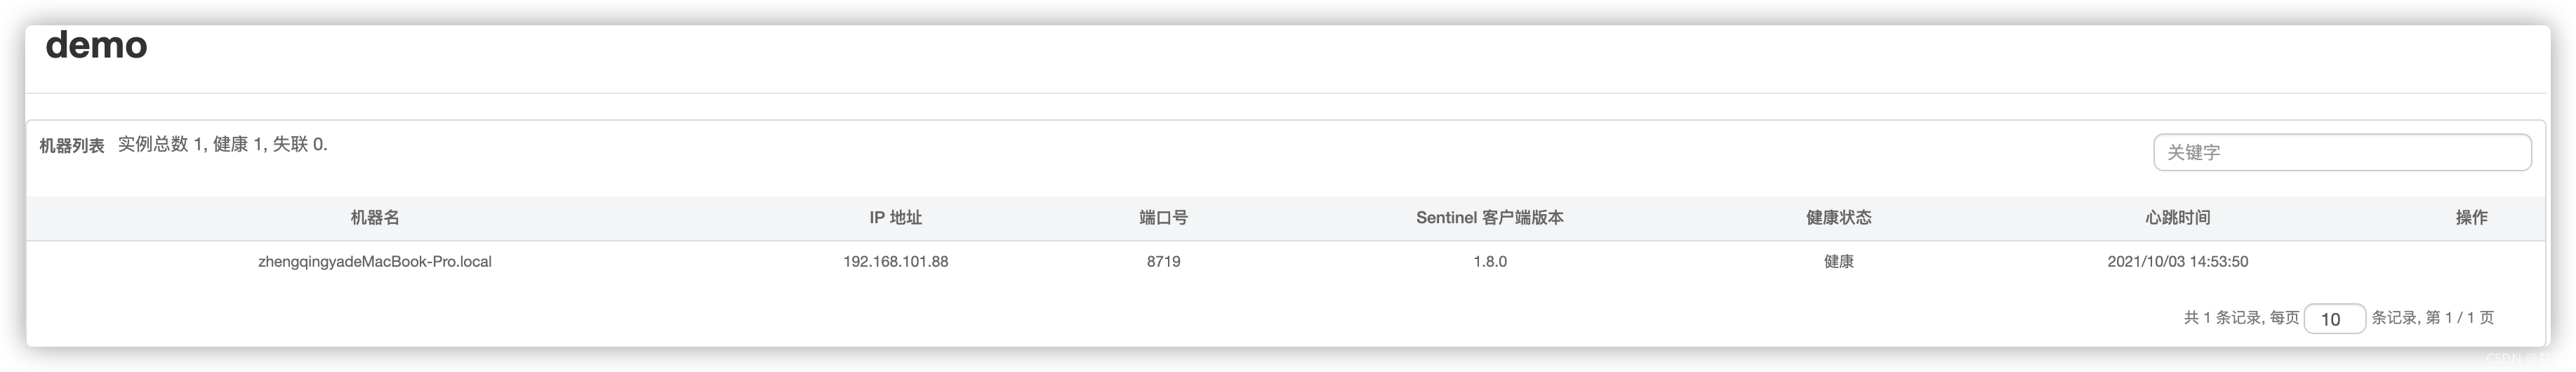 demo
机器列表 实例总数 1, 健康 1, 失联 0.
关键字
机器名 IP 地址 端口号 Sentinel 客户端版本 健康状态 心跳时间 操作
zhengqingyadeMacBook-Pro.local 192.168.101.88 8719 1.8.0 健康 2021/10/03 14:53:50
共 1 条记录, 每页 10 条记录, 第 1 / 1 页
CSDN